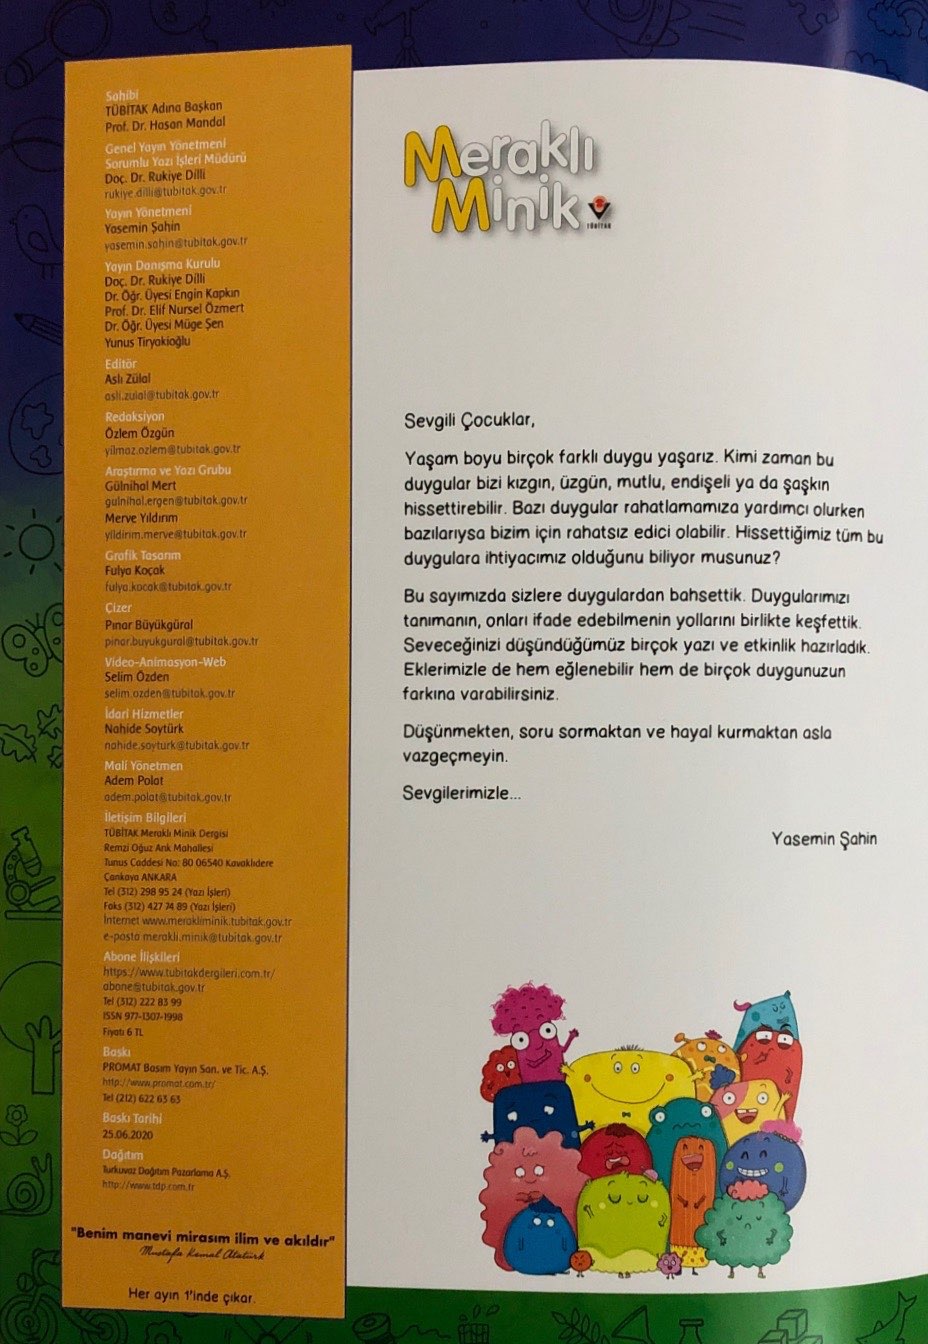 Sahibi
TÜBİTAK Adına Başkan
Prof. Dr. Hasan Mandal
Genel Yayın Yönetmeni
Sorumlu Yazı İşleri Müdürü
Doç. Dr. Rukiye Dilli
rukiye.dilli@tubitak.gov.tr
Yayın Yönetmeni
Yasemin Şahin
yasemin.sahin@tubitak.gov.tr
Yayın Danışma Kurulu
Doç. Dr. Rukiye Dilli
Dr. Öğr. Üyesi Engin Kapkın
Prof. Dr. Elif Nursel Özmert
Dr. Öğr. Üyesi Müge Şen
Yunus Tiryakioğlu
Editör
Aslı Zülal
asli.zulal@tubitak.gov.tr
Redaksiyon
Özlem Özgün
yilmaz.ozlem@tubitak.gov.tr
Araştırma ve Yazı Grubu
Gülnihal Mert
gulnihal.ergen@tubitak.gov.tr
Merve Yıldırım
yildirim.merve@tubitak.gov.tr
Grafik Tasarım
Fulya Koçak
fulya.kocak@tubitak.gov.tr
Çizer
Pınar Büyükgüral
pinar.buyukgural@tubitak.gov.tr
Video-Animasyon-Web
Selim Özden
selim.ozden@tubitak.gov.tr
İdari Hizmetler
Nahide Soytürk
nahide.soyturk@tubitak.gov.tr
Mali Yönetmen
Adem Polat
adem.polat@tubitak.gov.tr
İletişim Bilgileri
TÜBİTAK Meraklı Minik Dergisi
Remzi Oğuz Arık Mahallesi
Tunus Caddesi No: 80 06540 Kavaklıdere
Çankaya ANKARA
Tel (312) 298 95 24 (Yazı İşleri)
Faks (312) 427 74 89 (Yazı İşleri)
İnternet www.merakliminik.tubitak.gov.tr
e-posta merakli.minik@tubitak.gov.tr
Abone İlişkileri
https://www.tubitakdergileri.com.tr/
abone@tubitak.gov.tr
Tel (312) 222 83 99
ISSN 977-1307-1998
Fiyatı 6 TL
Baskı
PROMAT Basım Yayın San. ve Tic. A.Ş.
http://www.promat.com.tr/
Tel (212) 622 63 63
Baskı Tarihi
25.06.2020
Dağıtım
Turkuvaz Dağıtım Pazarlama A.Ş.
http://www.tdp.com.tr
"Benim manevi mirasım ilim ve akıldır"
Mustafa Kemal Atatürk
Her ayın 1'inde çıkar.
Meraklı
Minik
TÜBİTAK
Sevgili Çocuklar,
Yaşam boyu birçok farklı duygu yaşarız. Kimi zaman bu
duygular bizi kızgın, üzgün, mutlu, endişeli ya da şaşkın
hissettirebilir. Bazı duygular rahatlamamıza yardımcı olurken
bazılarıysa bizim için rahatsız edici olabilir. Hissettiğimiz tüm bu
duygulara ihtiyacımız olduğunu biliyor musunuz?
Bu sayımızda sizlere duygulardan bahsettik. Duygularımızı
tanımanın, onları ifade edebilmenin yollarını birlikte keşfettik.
Seveceğinizi düşündüğümüz birçok yazı ve etkinlik hazırladık.
Eklerimizle de hem eğlenebilir hem de birçok duygunuzun
farkına varabilirsiniz.
Düşünmekten, soru sormaktan ve hayal kurmaktan asla
vazgeçmeyin.
Sevgilerimizle...
Yasemin Şahin